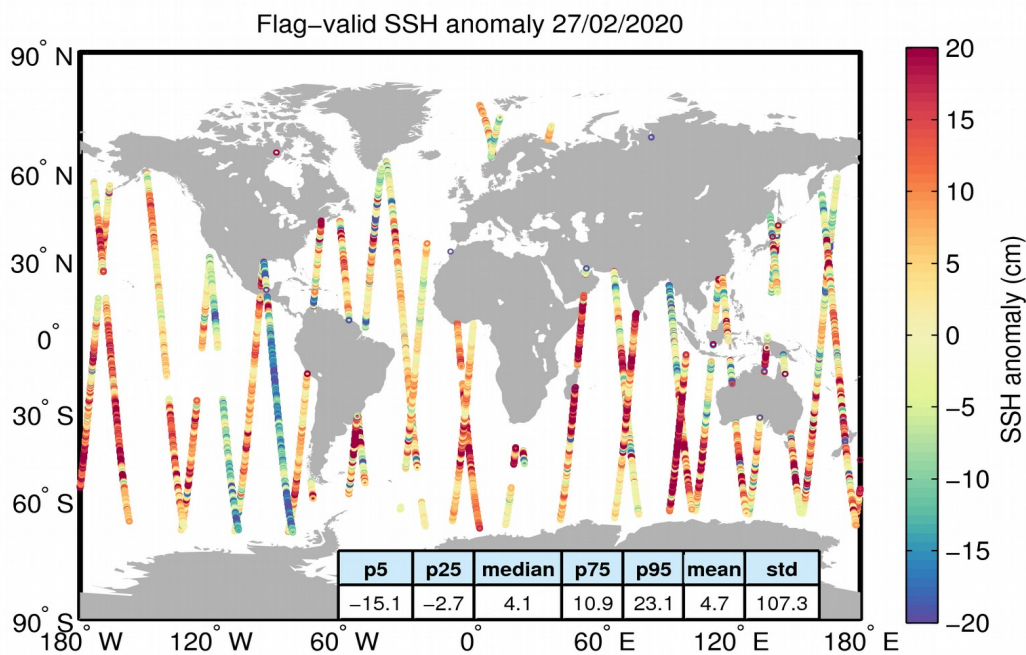 Flag−valid SSH anomaly 27/02/2020
90° N
60° N
30° N
0°
30° S
60° S
90° S
180° W
120° W
60° W
0°
60° E
120° E
180° E
20
15
10
5
0
−5
−10
−15
−20
SSH anomaly (cm)
p5 p25 median p75 p95 mean std
−15.1 −2.7 4.1 10.9 23.1 4.7 107.3